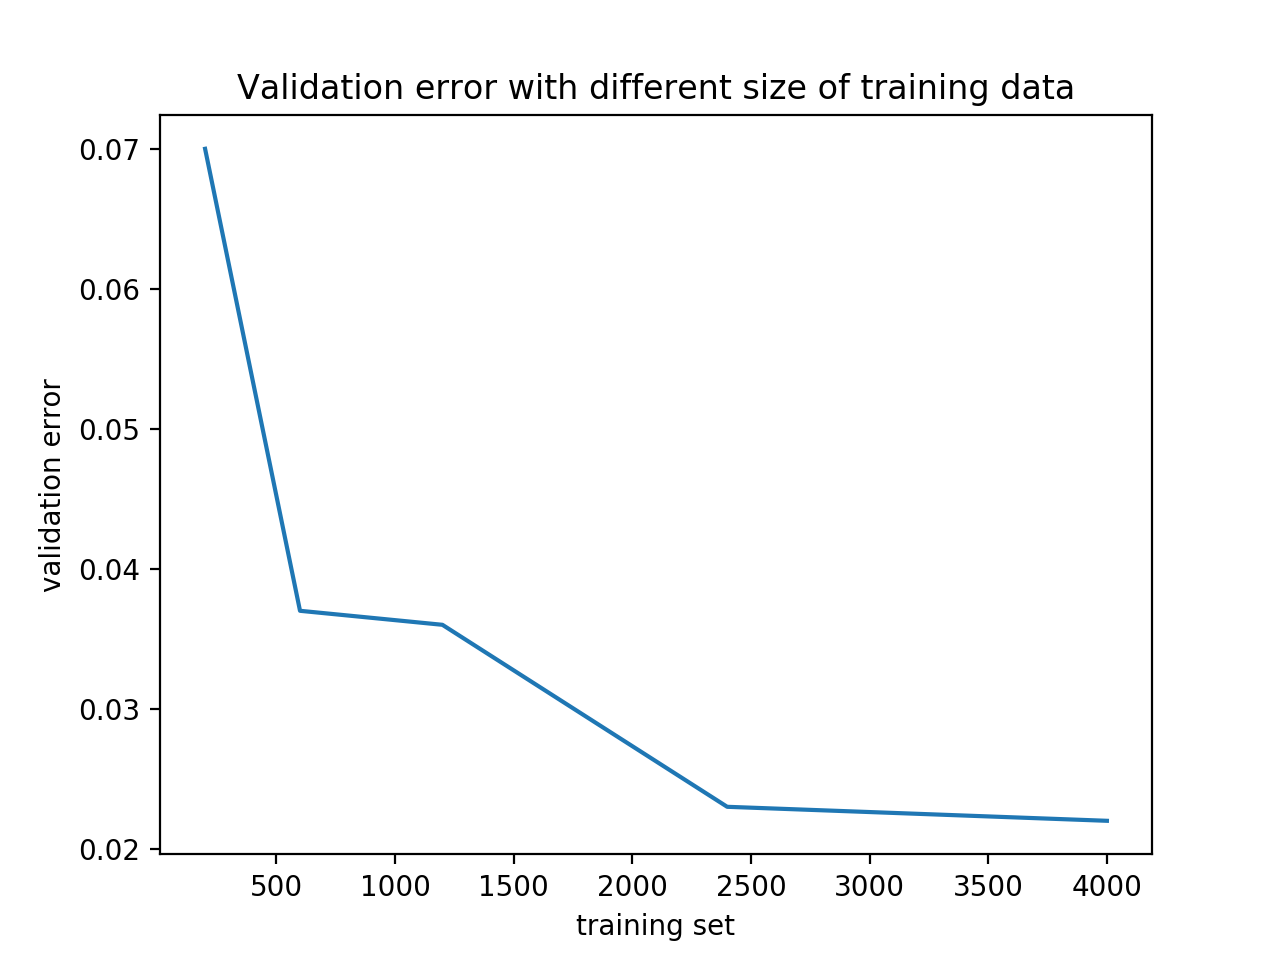 Validation error with different size of training data
0.07
0.06
0.05
0.04
0.03
0.02
validation error
500 1000 1500 2000 2500 3000 3500 4000
training set